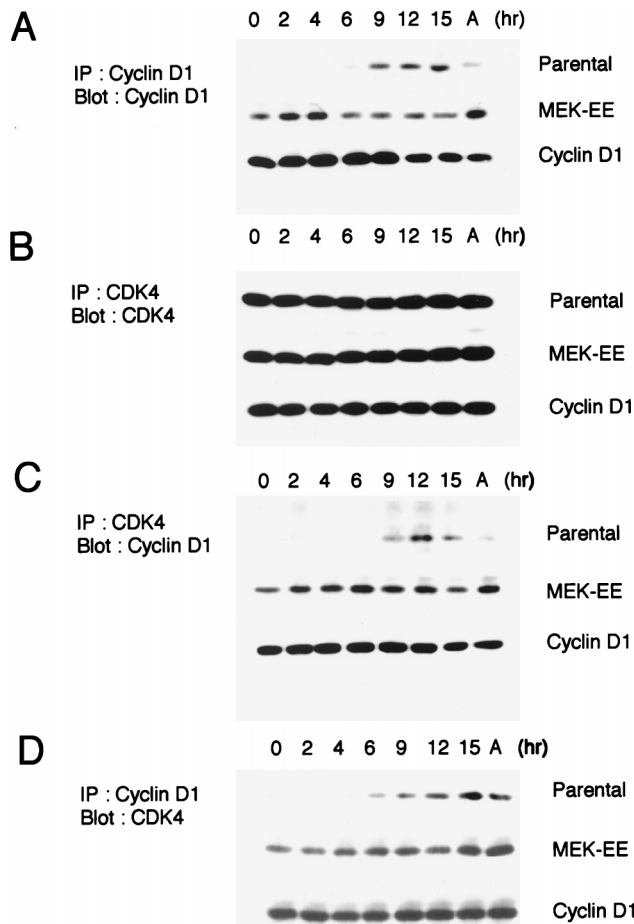 A
0 2 4 6 9 12 15 A (hr)
IP : Cyclin D1
Blot : Cyclin D1
Parental
MEK-EE
Cyclin D1
B
0 2 4 6 9 12 15 A (hr)
IP : CDK4
Blot : CDK4
Parental
MEK-EE
Cyclin D1
C
0 2 4 6 9 12 15 A (hr)
IP : CDK4
Blot : Cyclin D1
Parental
MEK-EE
Cyclin D1
D
0 2 4 6 9 12 15 A (hr)
IP : Cyclin D1
Blot : CDK4
Parental
MEK-EE
Cyclin D1